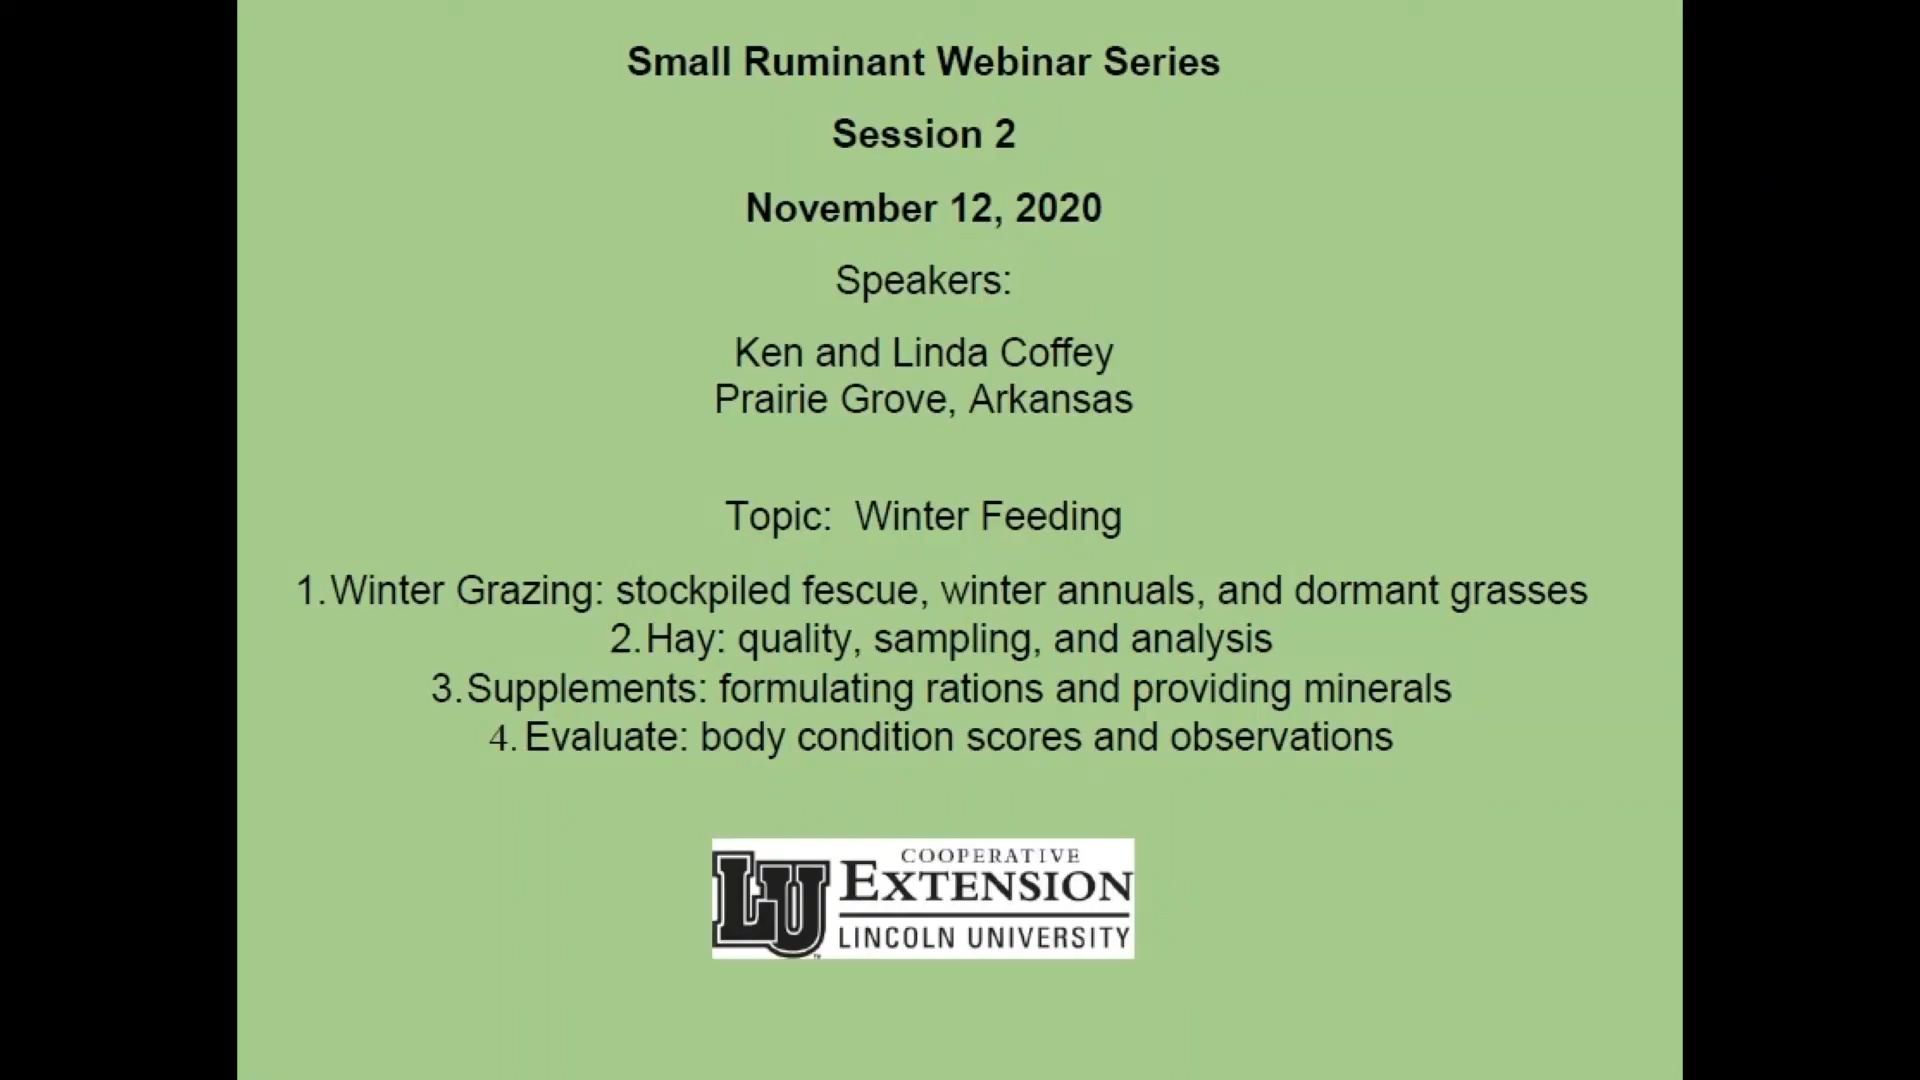 Small Ruminant Webinar Series
Session 2
November 12, 2020
Speakers:
Ken and Linda Coffey
Prairie Grove, Arkansas
Topic: Winter Feeding
1.Winter Grazing: stockpiled fescue, winter annuals, and dormant grasses
2.Hay: quality, sampling, and analysis
3.Supplements: formulating rations and providing minerals
4.Evaluate: body condition scores and observations
LU
COOPERATIVE
EXTENSION
LINCOLN UNIVERSITY